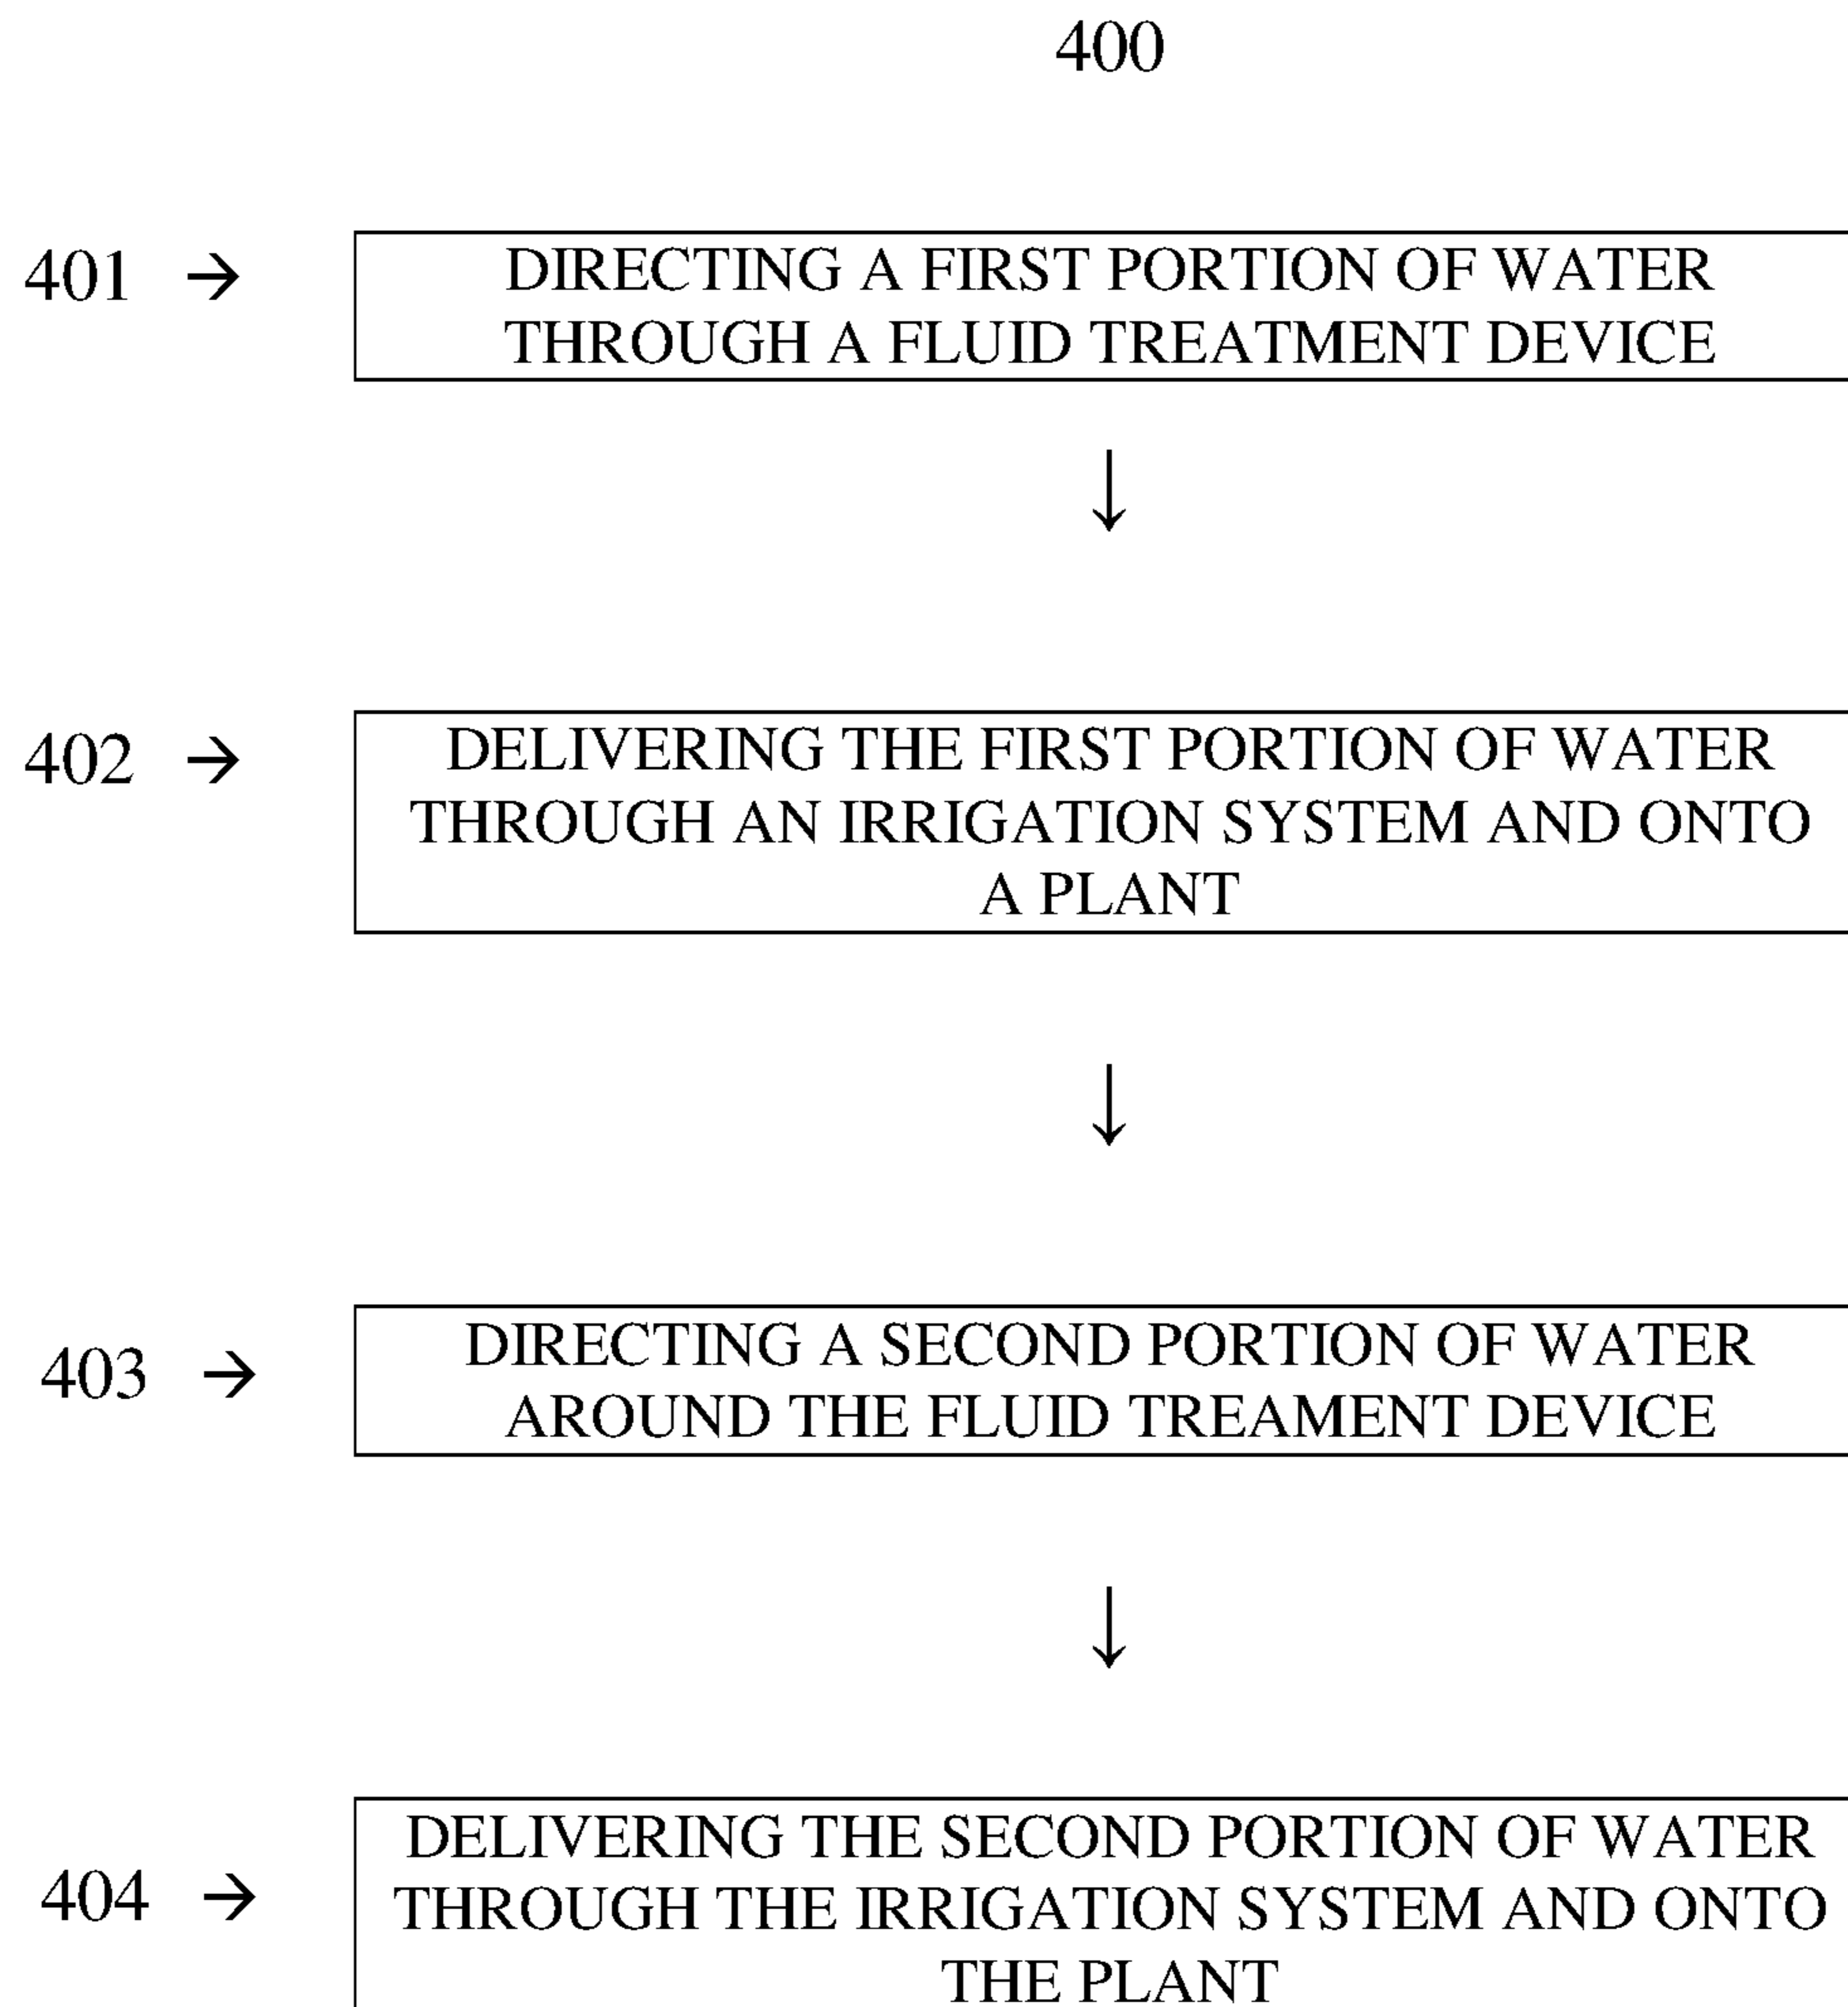 400
401 → DIRECTING A FIRST PORTION OF WATER
THROUGH A FLUID TREATMENT DEVICE
↓
402 → DELIVERING THE FIRST PORTION OF WATER
THROUGH AN IRRIGATION SYSTEM AND ONTO
A PLANT
↓
403 → DIRECTING A SECOND PORTION OF WATER
AROUND THE FLUID TREAMENT DEVICE
↓
404 → DELIVERING THE SECOND PORTION OF WATER
THROUGH THE IRRIGATION SYSTEM AND ONTO
THE PLANT